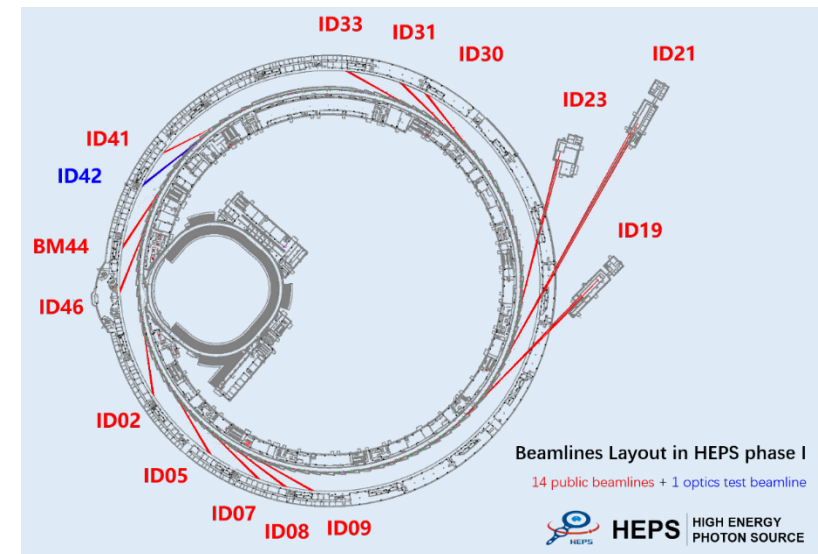 ID33
ID31
ID30
ID21
ID23
ID41
ID42
ID19
BM44
ID46
ID02
ID05
ID07
ID08
ID09
Beamlines Layout in HEPS phase I
14 public beamlines + 1 optics test beamline
HEPS
HEPS
HIGH ENERGY
PHOTON SOURCE